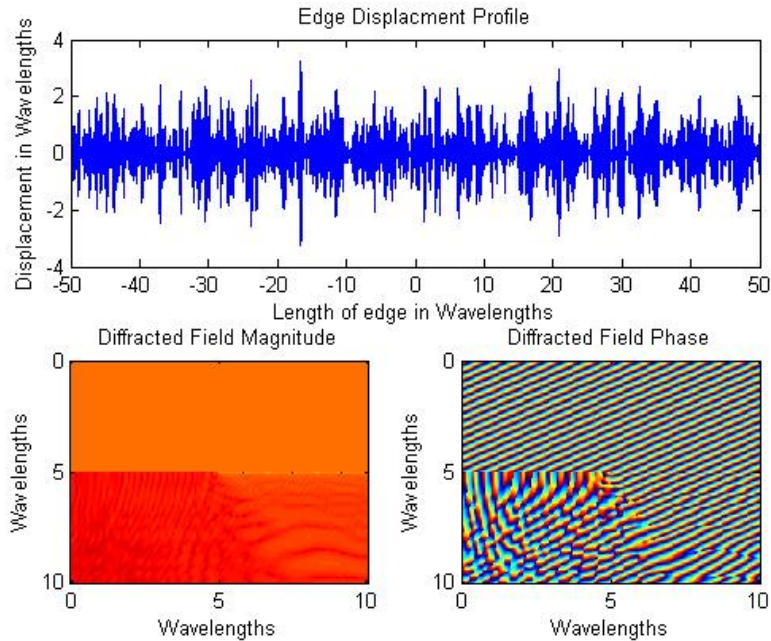 Edge Displacment Profile
4
2
0
-2
-4
Displacement in Wavelengths
-50 -40 -30 -20 -10 0 10 20 30 40 50
Length of edge in Wavelengths
Diffracted Field Magnitude
0
5
10
Wavelengths
0 5 10
Wavelengths
Diffracted Field Phase
0
5
10
Wavelengths
0 5 10
Wavelengths